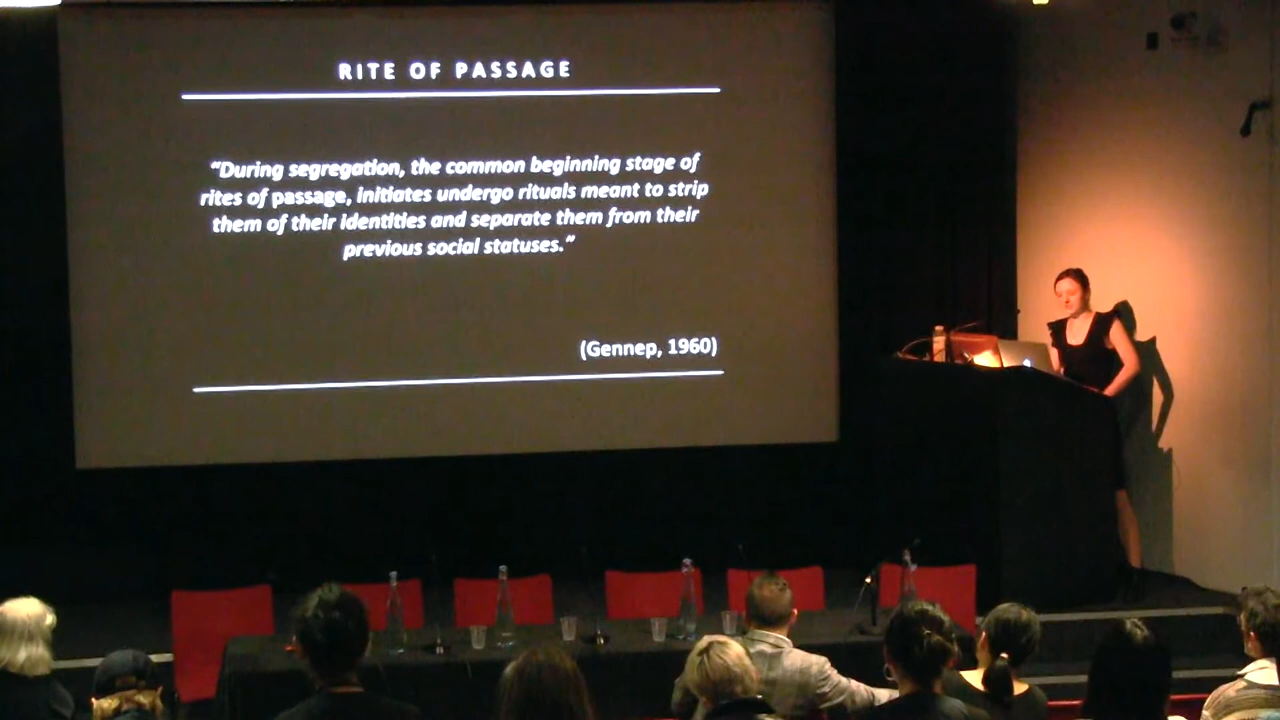 RITE OF PASSAGE
“During segregation, the common beginning stage of
rites of passage, initiates undergo rituals meant to strip
them of their identities and separate them from their
previous social statuses.”
(Gennep, 1960)